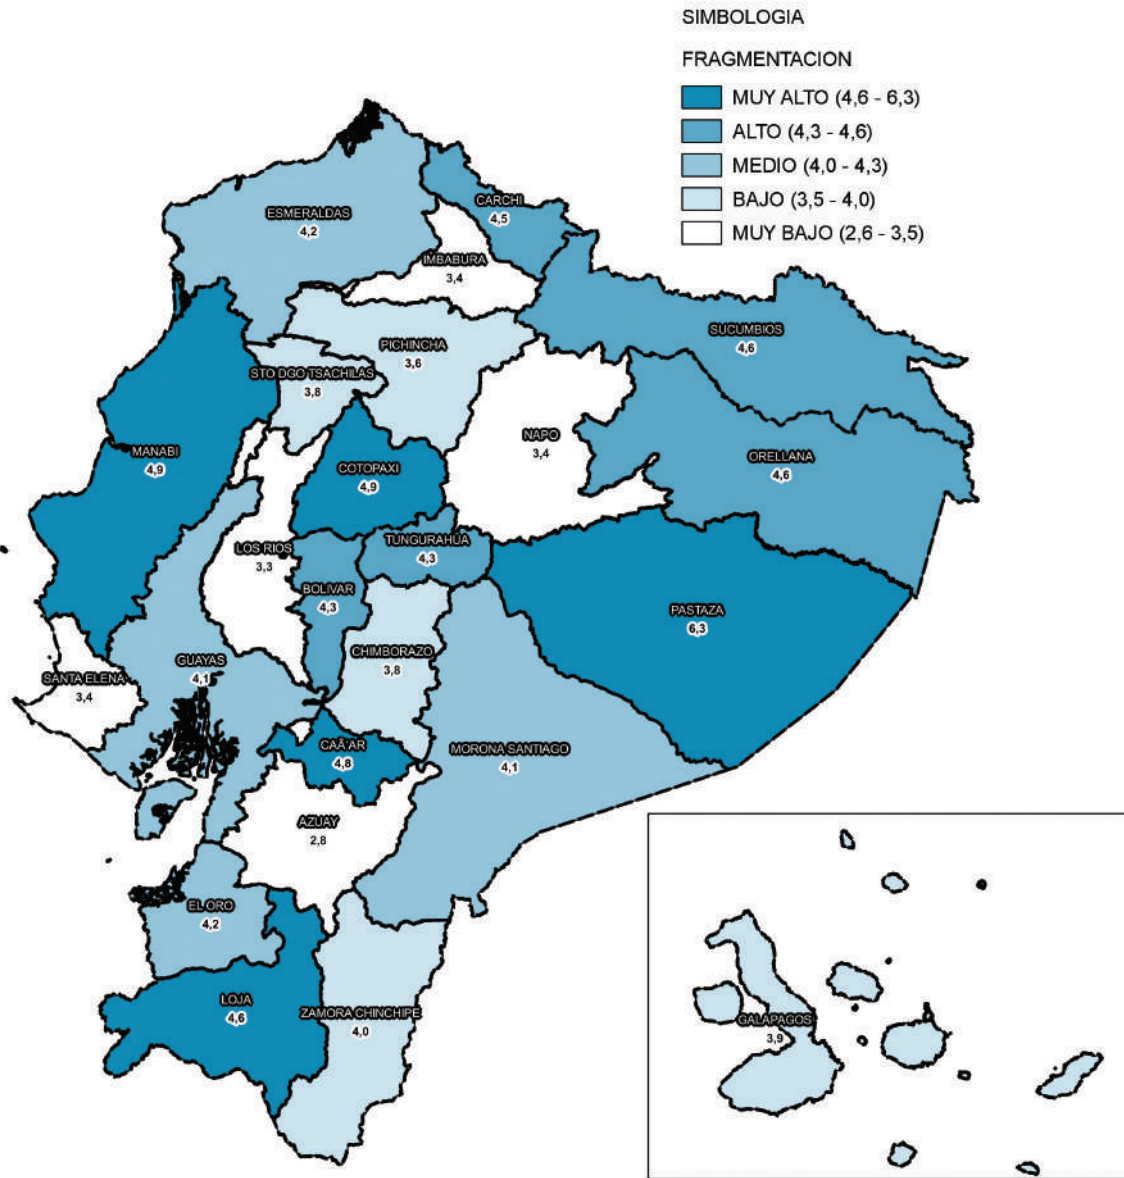 SIMBOLOGIA
FRAGMENTACION
MUY ALTO (4,6 - 6,3)
ALTO (4,3 - 4,6)
MEDIO (4,0 - 4,3)
BAJO (3,5 - 4,0)
MUY BAJO (2,6 - 3,5)
CARCHI
4,5
ESMERALDAS
4,2
IMBABURA
3,4
SUCUMBIOS
4,6
PICHINCHA
3,6
STO DGO TSACHILAS
3,8
NAPO
3,4
MANABI
4,9
COTOPAXI
4,9
ORELLANA
4,6
LOS RIOS
3,3
TUNGURAHUA
4,3
BOLIVAR
4,3
PASTAZA
6,3
CHIMBORAZO
3,8
GUAYAS
4,1
SANTA ELENA
3,4
CAÃ'AR
4,8
MORONA SANTIAGO
4,1
AZUAY
2,8
EL ORO
4,2
LOJA
4,6
ZAMORA CHINCHIPE
4,0
GALAPAGOS
3,9